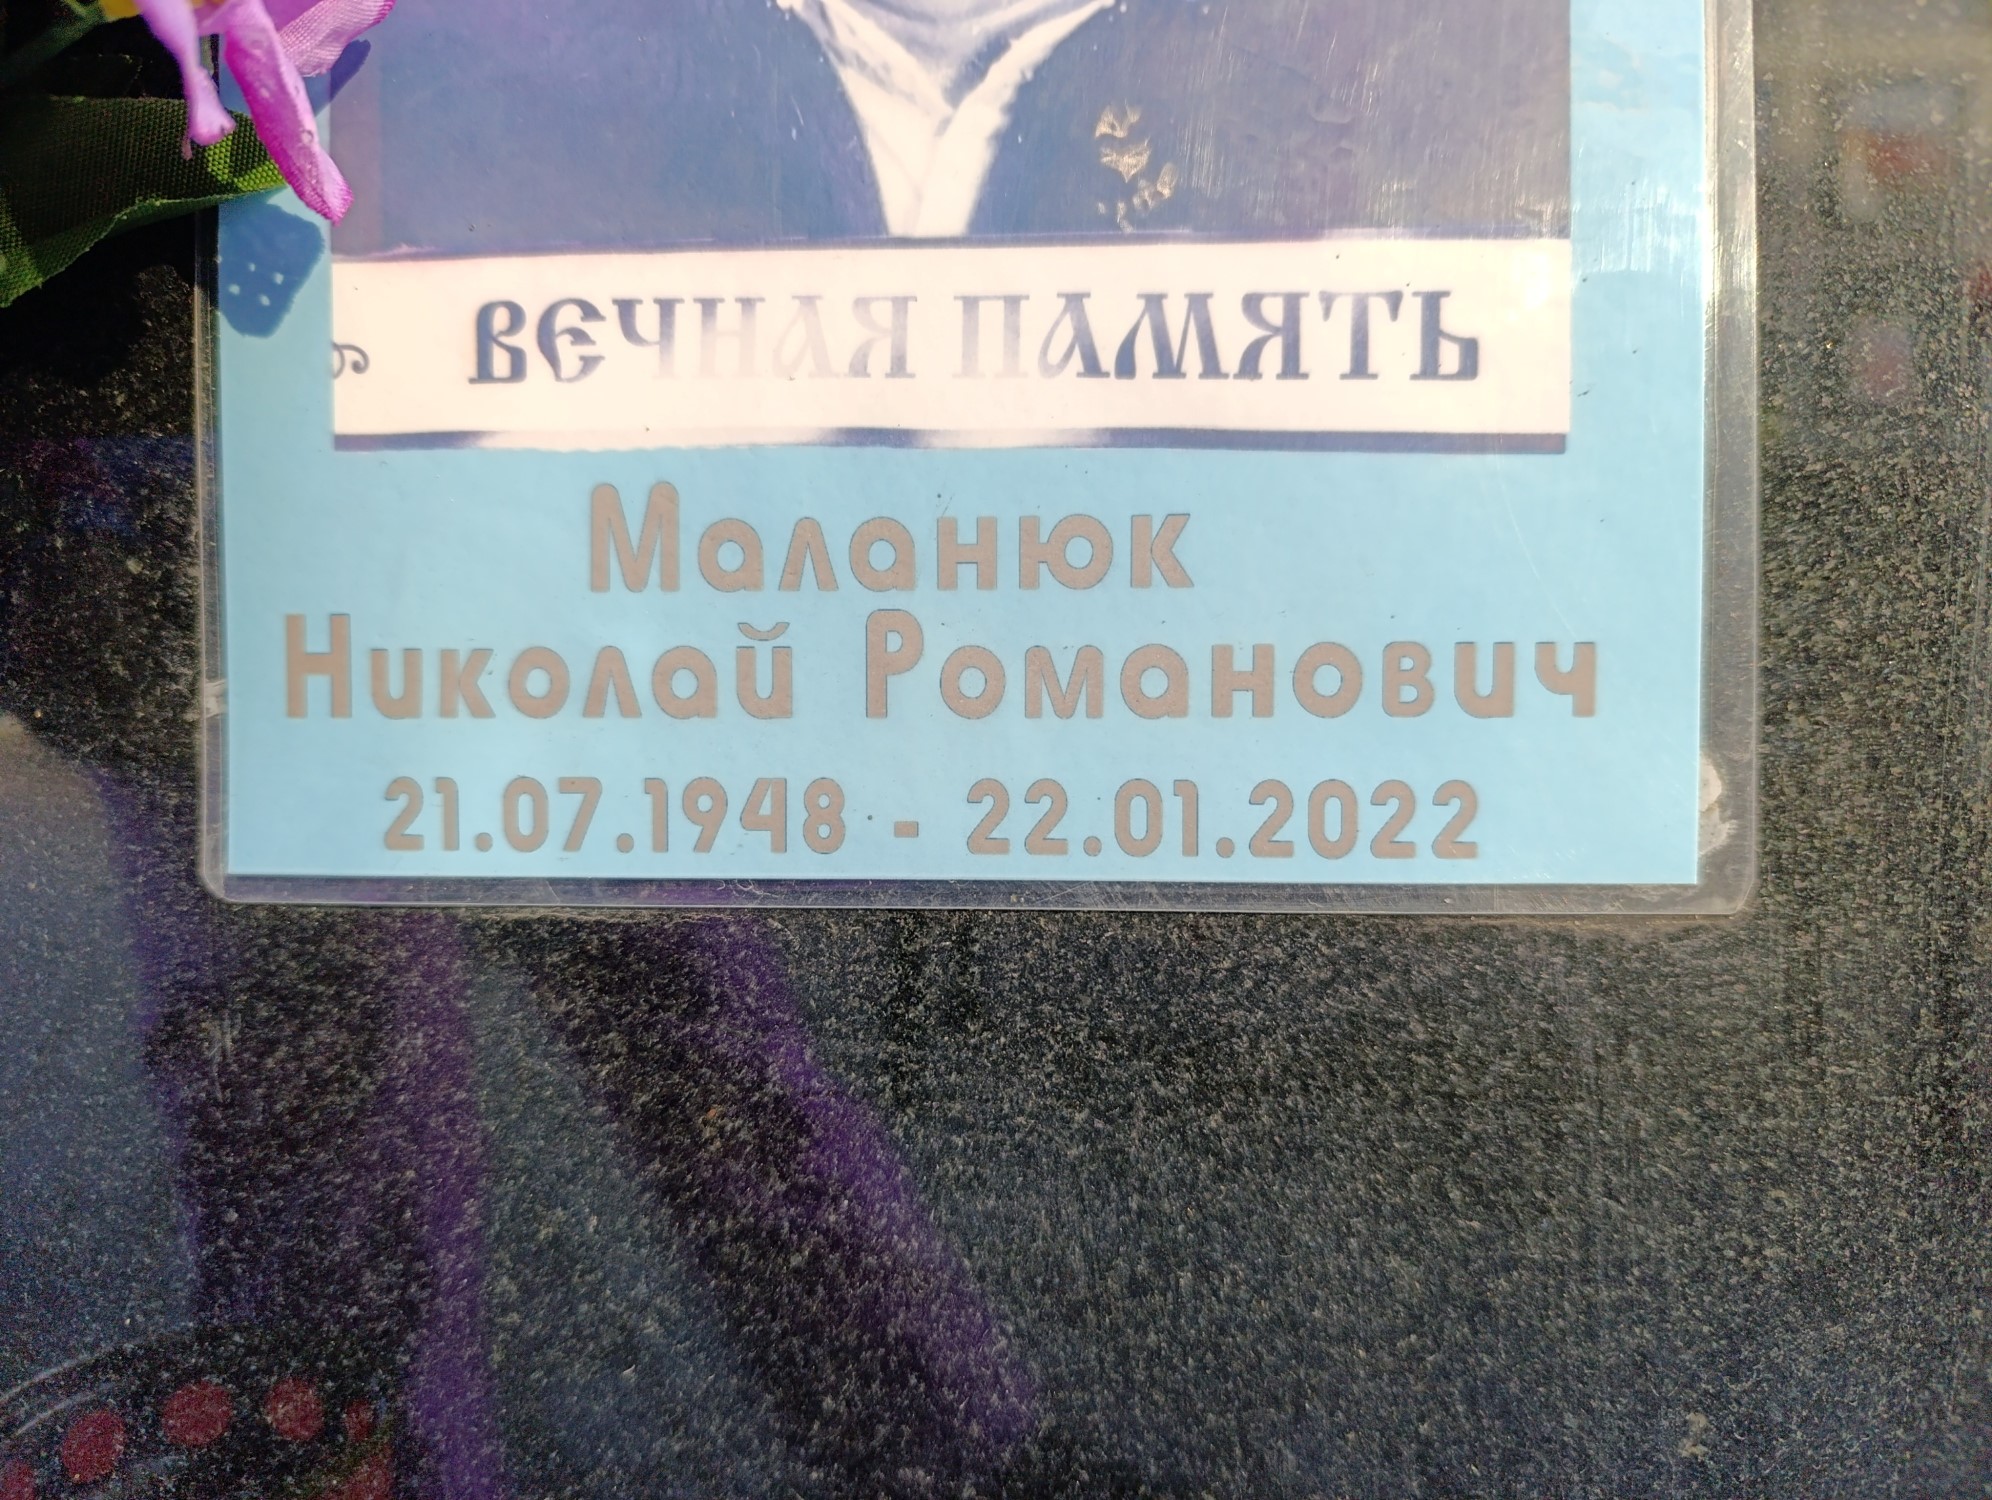 ВЕЧНАЯ ПАМЯТЬ
Маланюк
Николай Романович
21.07.1948 - 22.01.2022